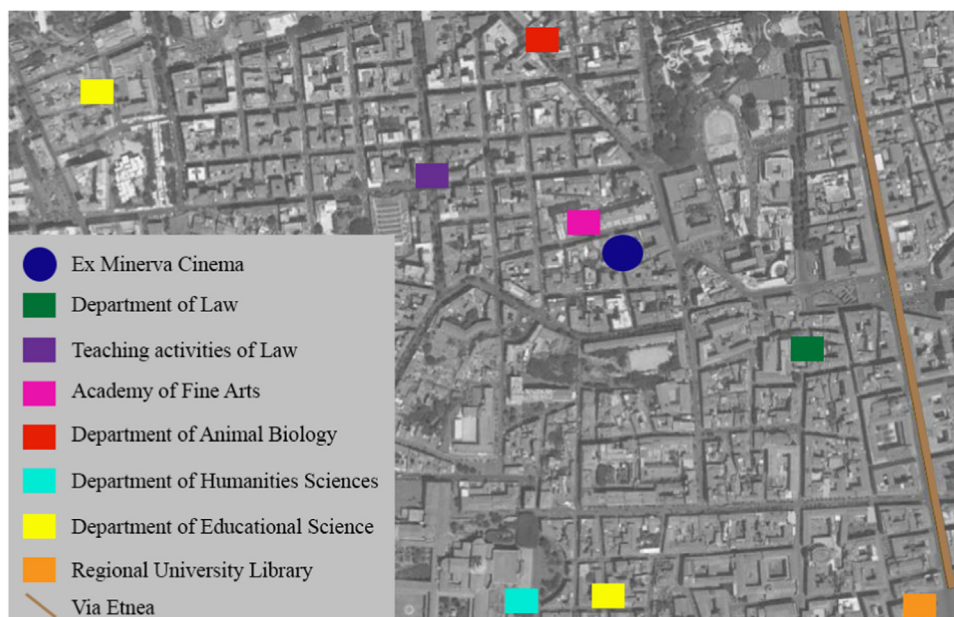 Ex Minerva Cinema
Department of Law
Teaching activities of Law
Academy of Fine Arts
Department of Animal Biology
Department of Humanities Sciences
Department of Educational Science
Regional University Library
Via Etnea